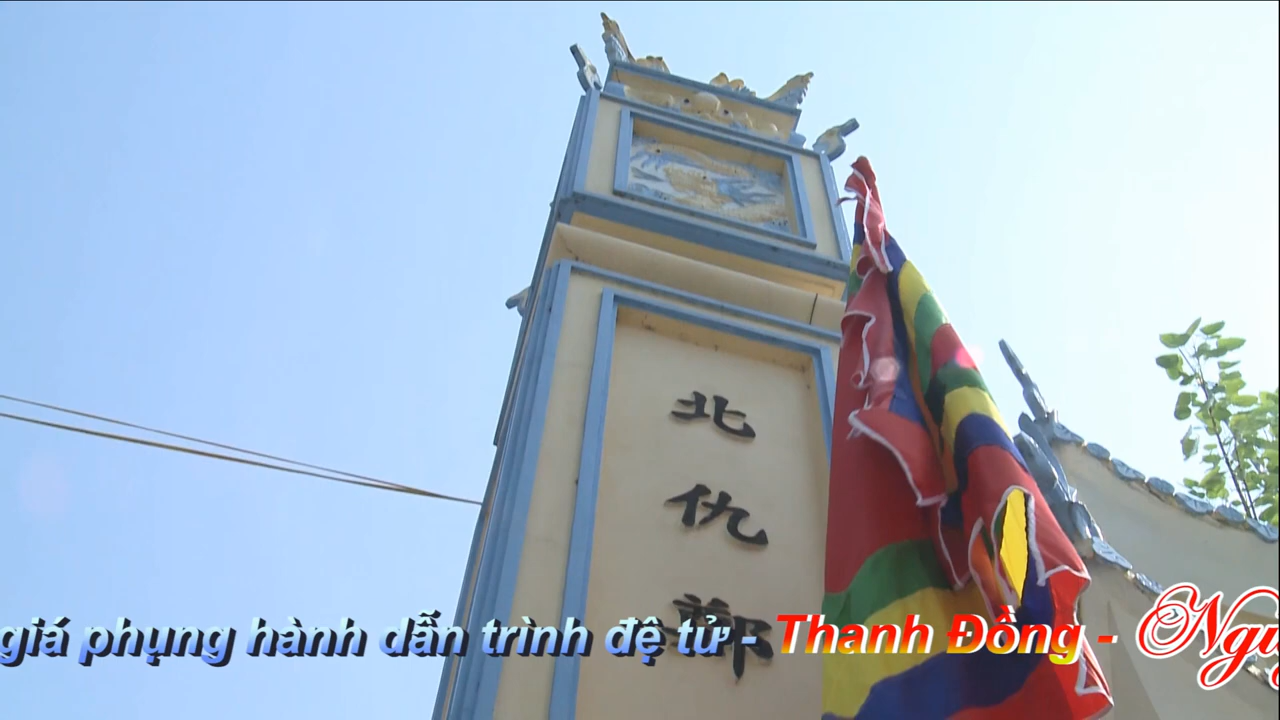 北
仇
giá phụng hành dẫn trình đệ tử - Thanh Đồng -